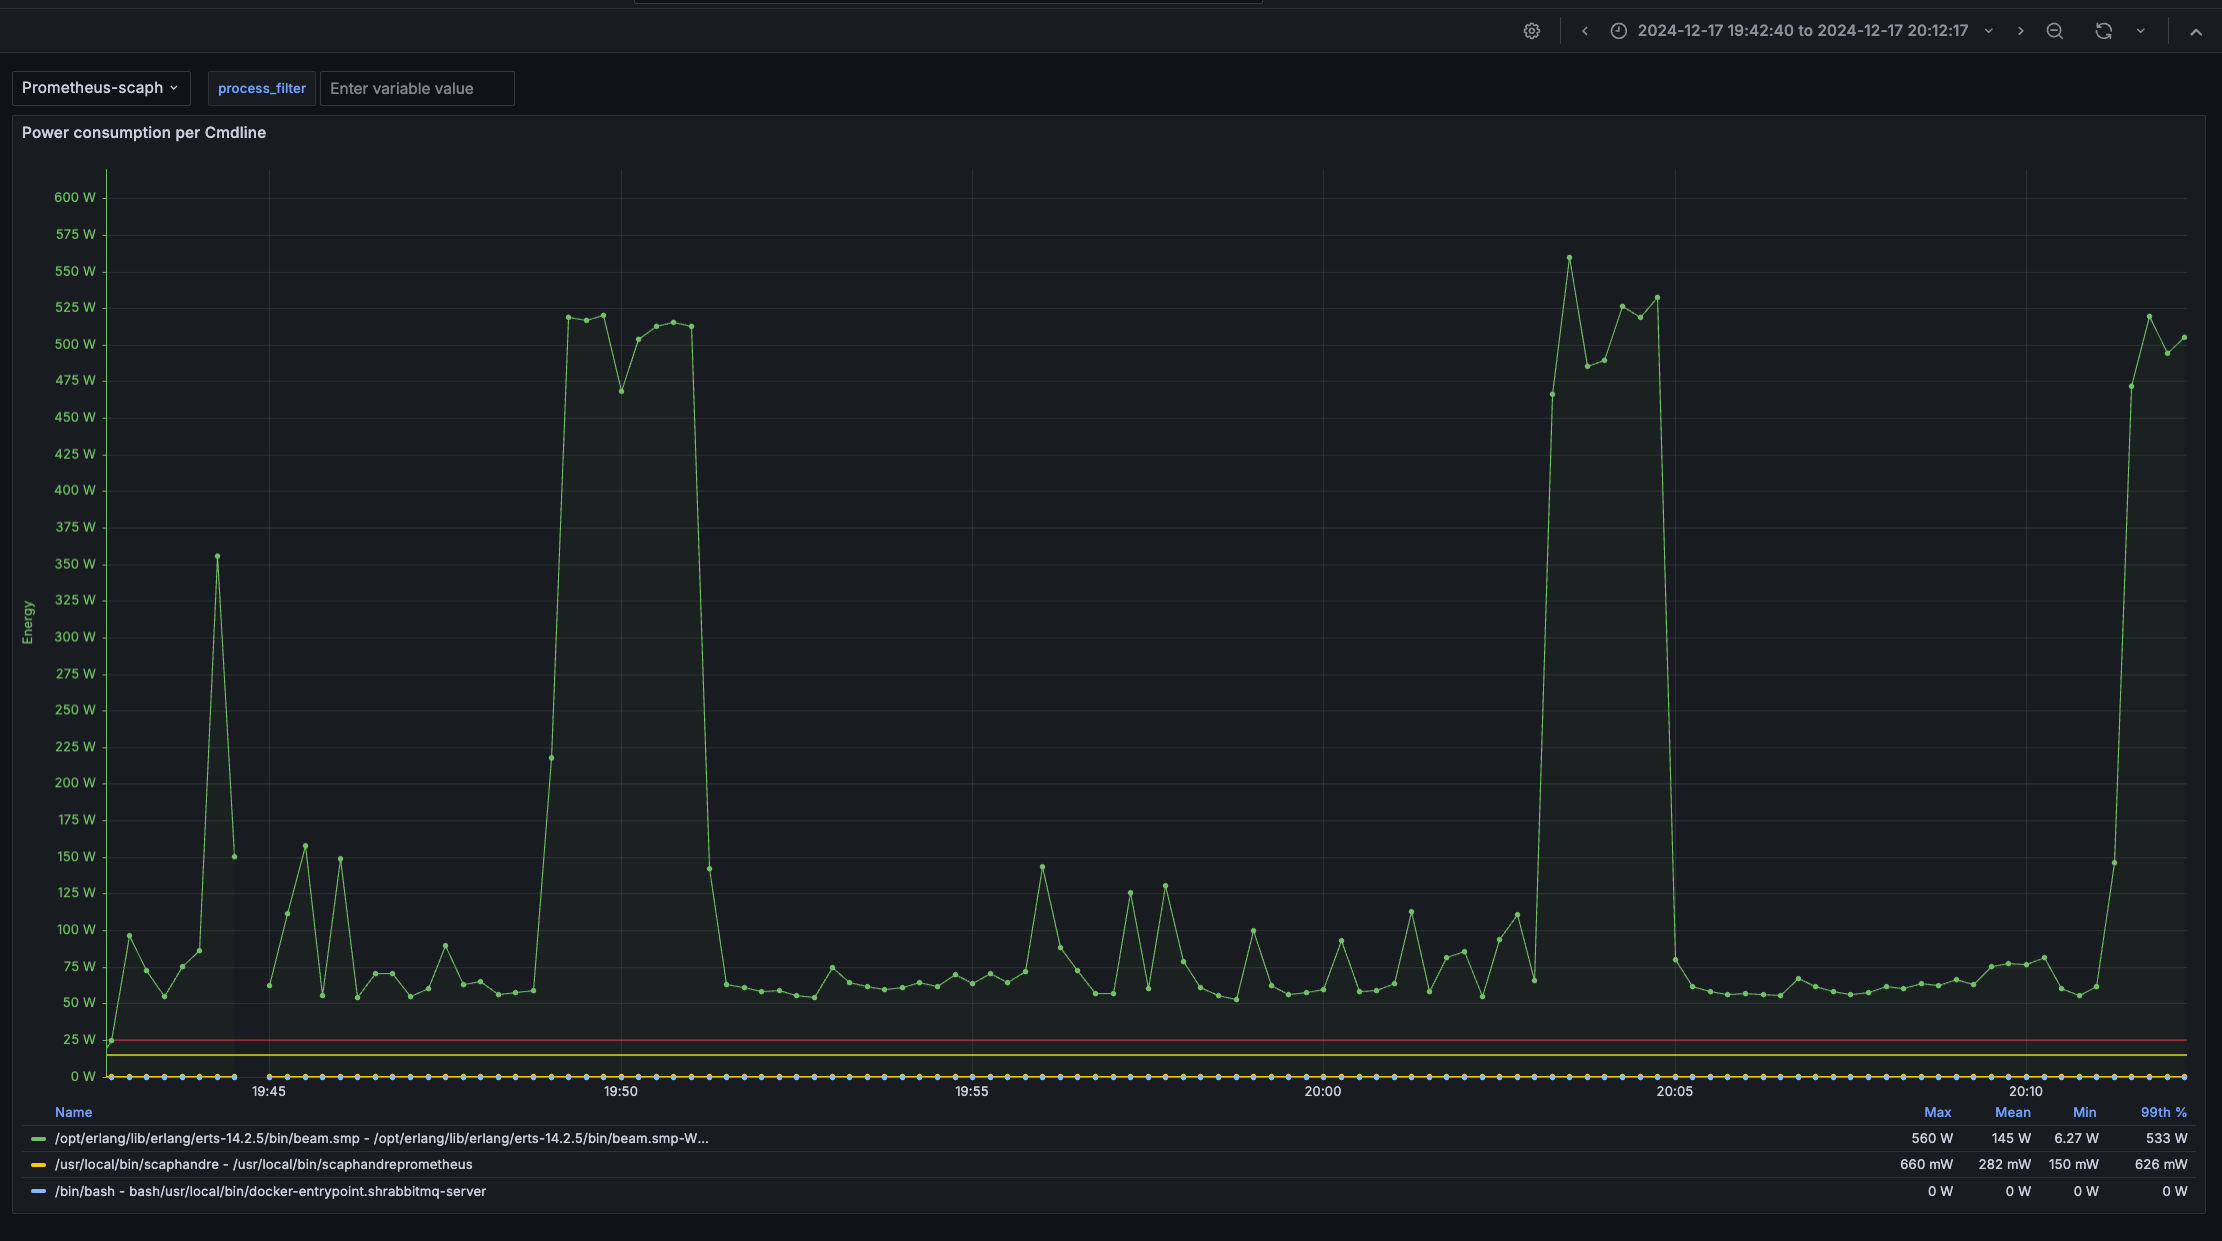 2024-12-17 19:42:40 to 2024-12-17 20:12:17
Prometheus-scaph process_filter Enter variable value
Power consumption per Cmdline
600 W
575 W
550 W
525 W
500 W
475 W
450 W
425 W
400 W
375 W
350 W
325 W
300 W
275 W
250 W
225 W
200 W
175 W
150 W
125 W
100 W
75 W
50 W
25 W
0 W
Energy
19:45 19:50 19:55 20:00 20:05 20:10
Name Max Mean Min 99th %
/opt/erlang/lib/erlang/erts-14.2.5/bin/beam.smp - /opt/erlang/lib/erlang/erts-14.2.5/bin/beam.smp-W... 560 W 145 W 6.27 W 533 W
/usr/local/bin/scaphandre - /usr/local/bin/scaphandreprometheus 660 mW 282 mW 150 mW 626 mW
/bin/bash - bash/usr/local/bin/docker-entrypoint.shrabbitmq-server 0 W 0 W 0 W 0 W